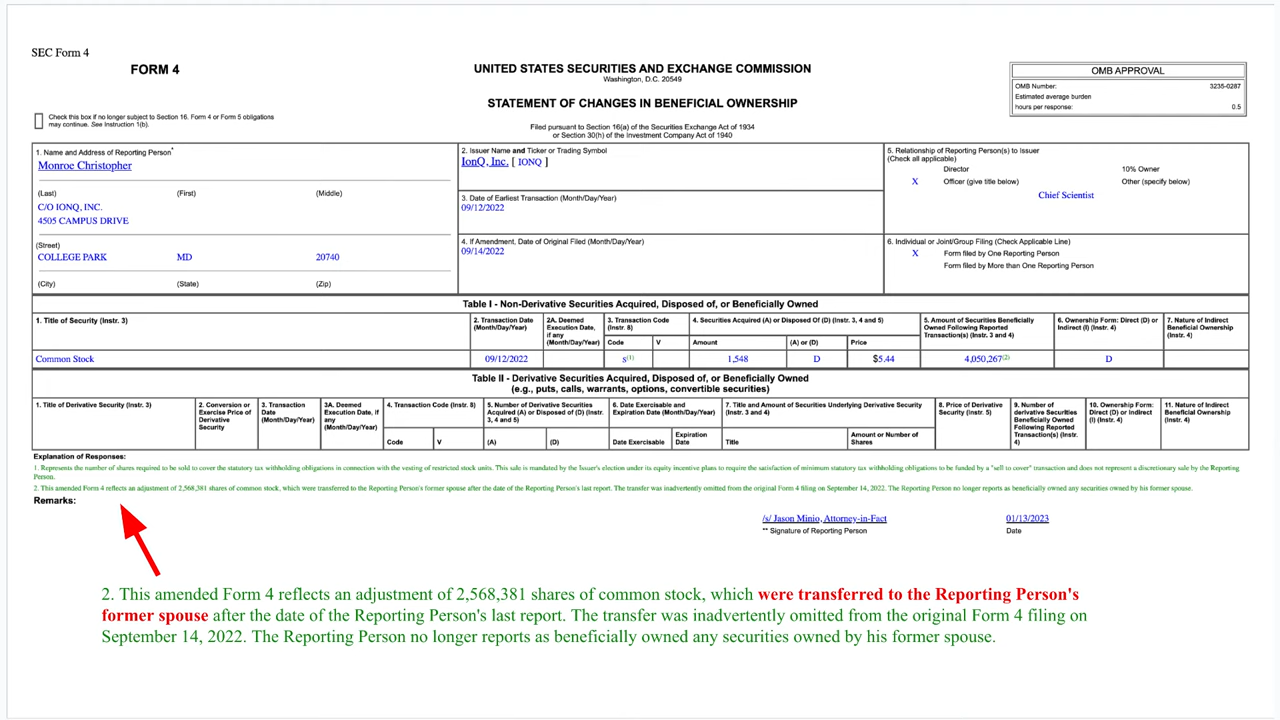 SEC Form 4
FORM 4
UNITED STATES SECURITIES AND EXCHANGE COMMISSION
Washington, D.C. 20549
STATEMENT OF CHANGES IN BENEFICIAL OWNERSHIP
Filed pursuant to Section 16(a) of the Securities Exchange Act of 1934
or Section 30(h) of the Investment Company Act of 1940
OMB APPROVAL
OMB Number: 3235-0287
Estimated average burden
hours per response: 0.5
Check this box if no longer subject to Section 16. Form 4 or Form 5 obligations
may continue. See Instruction 1(b).
1. Name and Address of Reporting Person*
Monroe Christopher
(Last) (First) (Middle)
C/O IONQ, INC.
4505 CAMPUS DRIVE
(Street)
COLLEGE PARK MD 20740
(City) (State) (Zip)
2. Issuer Name and Ticker or Trading Symbol
IonQ, Inc. [ IONQ ]
3. Date of Earliest Transaction (Month/Day/Year)
09/12/2022
4. If Amendment, Date of Original Filed (Month/Day/Year)
09/14/2022
5. Relationship of Reporting Person(s) to Issuer
(Check all applicable)
Director 10% Owner
X Officer (give title below) Other (specify below)
Chief Scientist
6. Individual or Joint/Group Filing (Check Applicable Line)
X Form filed by One Reporting Person
Form filed by More than One Reporting Person
Table I - Non-Derivative Securities Acquired, Disposed of, or Beneficially Owned
1. Title of Security (Instr. 3)
2. Transaction Date
(Month/Day/Year)
2A. Deemed
Execution Date,
if any
(Month/Day/Year)
3. Transaction Code
(Instr. 8)
4. Securities Acquired (A) or Disposed Of (D) (Instr. 3, 4 and 5)
5. Amount of Securities Beneficially
Owned Following Reported
Transaction(s) (Instr. 3 and 4)
6. Ownership Form: Direct (D) or
Indirect (I) (Instr. 4)
7. Nature of Indirect
Beneficial Ownership
(Instr. 4)
Code V Amount (A) or (D) Price
Common Stock 09/12/2022 S(1) 1,548 D $5.44 4,050,267(2) D
Table II - Derivative Securities Acquired, Disposed of, or Beneficially Owned
(e.g., puts, calls, warrants, options, convertible securities)
1. Title of Derivative Security (Instr. 3)
2. Conversion or
Exercise Price of
Derivative
Security
3. Transaction
Date
(Month/Day/Year)
3A. Deemed
Execution Date, if
any
(Month/Day/Year)
4. Transaction Code (Instr. 8)
5. Number of Derivative Securities
Acquired (A) or Disposed of (D) (Instr.
3, 4 and 5)
6. Date Exercisable and
Expiration Date (Month/Day/Year)
7. Title and Amount of Securities Underlying Derivative Security
(Instr. 3 and 4)
8. Price of Derivative
Security (Instr. 5)
9. Number of
derivative Securities
Beneficially Owned
Following Reported
Transaction(s) (Instr.
4)
10. Ownership Form:
Direct (D) or Indirect
(I) (Instr. 4)
11. Nature of Indirect
Beneficial Ownership
(Instr. 4)
Code V (A) (D) Date Exercisable
Expiration
Date
Title
Amount or Number of
Shares
Explanation of Responses:
1. Represents the number of shares required to be sold to cover the statutory tax withholding obligations in connection with the vesting of restricted stock units. This sale is mandated by the Issuer's election under its equity incentive plans to require the satisfaction of minimum statutory tax withholding obligations to be funded by a "sell to cover" transaction and does not represent a discretionary sale by the Reporting
Person.
2. This amended Form 4 reflects an adjustment of 2,568,381 shares of common stock, which were transferred to the Reporting Person's former spouse after the date of the Reporting Person's last report. The transfer was inadvertently omitted from the original Form 4 filing on September 14, 2022. The Reporting Person no longer reports as beneficially owned any securities owned by his former spouse.
Remarks:
/s/ Jason Minio, Attorney-in-Fact 01/13/2023
** Signature of Reporting Person Date
2. This amended Form 4 reflects an adjustment of 2,568,381 shares of common stock, which were transferred to the Reporting Person's
former spouse after the date of the Reporting Person's last report. The transfer was inadvertently omitted from the original Form 4 filing on
September 14, 2022. The Reporting Person no longer reports as beneficially owned any securities owned by his former spouse.